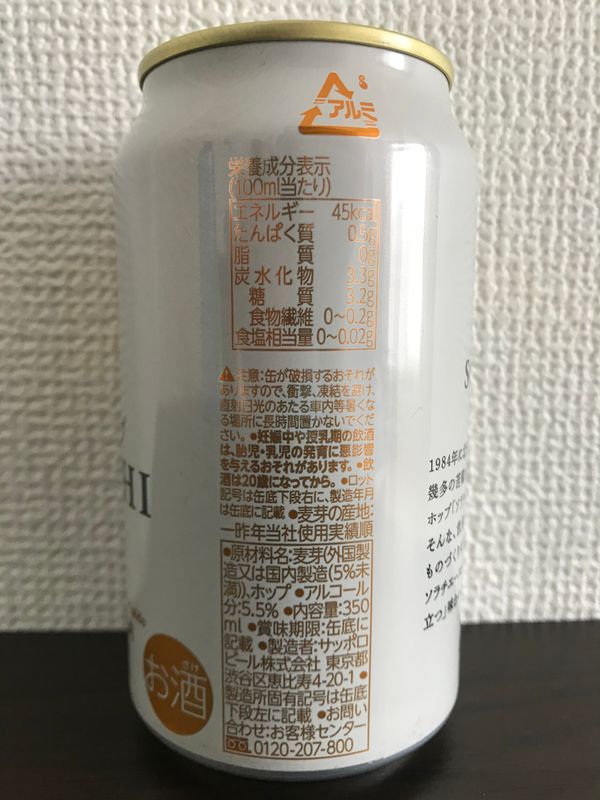 アルミ
栄養成分表示
(100ml当たり)
エネルギー 45kcal
たんぱく質 0.5g
脂質 0g
炭水化物 3.3g
糖質 3.2g
食物繊維 0~0.2g
食塩相当量 0~0.02g
注意:缶が破損するおそれが
ありますので、衝撃、凍結を避け、
直射日光のあたる車内等暑くな
る場所に長時間置かないでくだ
さい。●妊娠中や授乳期の飲酒
は、胎児・乳児の発育に悪影響
を与えるおそれがあります。●飲
酒は20歳になってから。●ロット
記号は缶底下段右に、製造年月
は缶底に記載 ●麦芽の産地:
一昨年当社使用実績順
●原材料名:麦芽(外国製
造又は国内製造(5%未
満))、ホップ ●アルコール
分:5.5% ●内容量:350
mL ●賞味期限:缶底に
記載 ●製造者:サッポロ
ビール株式会社 東京都
渋谷区恵比寿4-20-1 ●
製造所固有記号は缶底
下段左に記載 ●お問い
合わせ:お客様センター
0120-207-800
HI
お酒
さけ
S
1984年に
幾多の苦
ホップ「ソラ
そんな、
ものづく
ソラチエー
立つ」